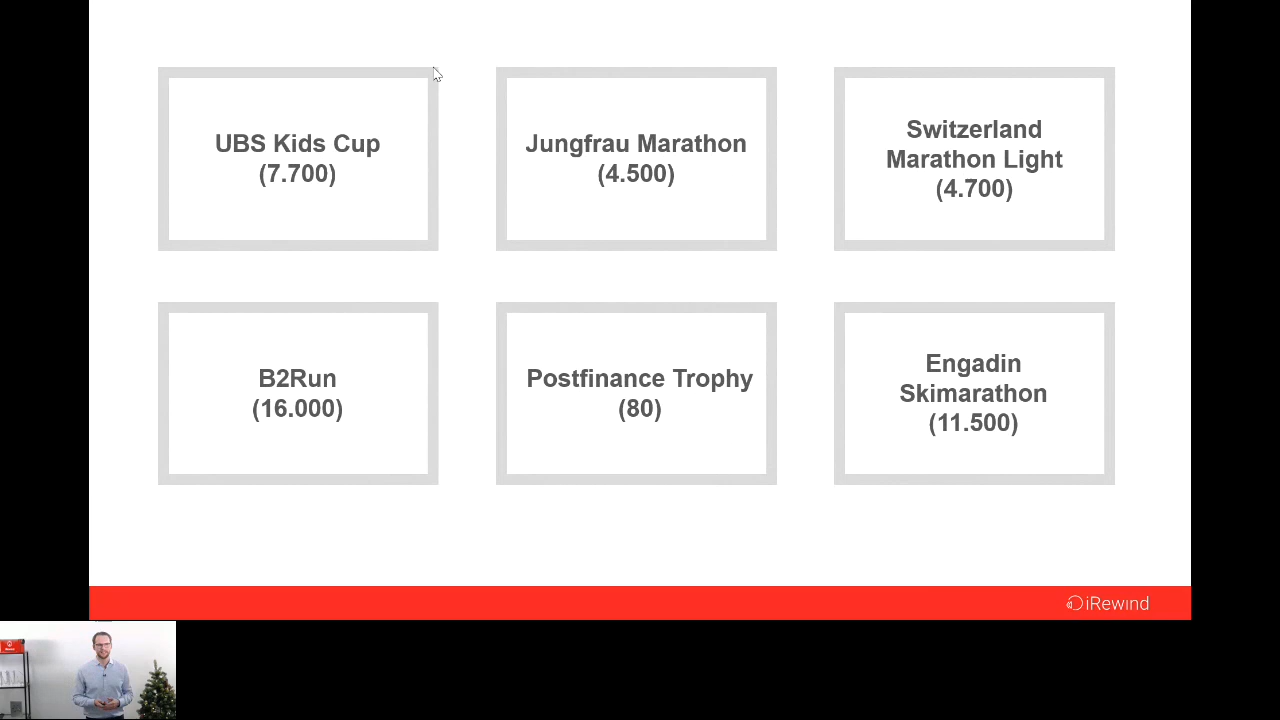 UBS Kids Cup
(7.700)
Jungfrau Marathon
(4.500)
Switzerland
Marathon Light
(4.700)
B2Run
(16.000)
Postfinance Trophy
(80)
Engadin
Skimarathon
(11.500)
iRewind